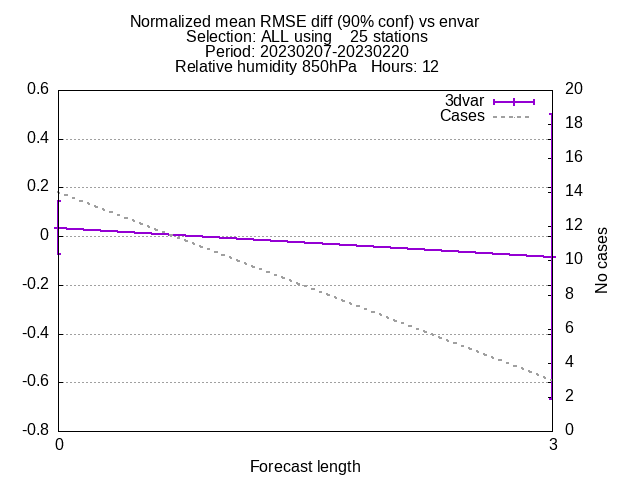 Normalized mean RMSE diff (90% conf) vs envar
Selection: ALL using    25 stations
Period: 20230207-20230220
Relative humidity 850hPa   Hours: 12
3dvar
Cases
0.6
0.4
0.2
0
-0.2
-0.4
-0.6
-0.8
20
18
16
14
12
10
8
6
4
2
0
No cases
0
3
Forecast length